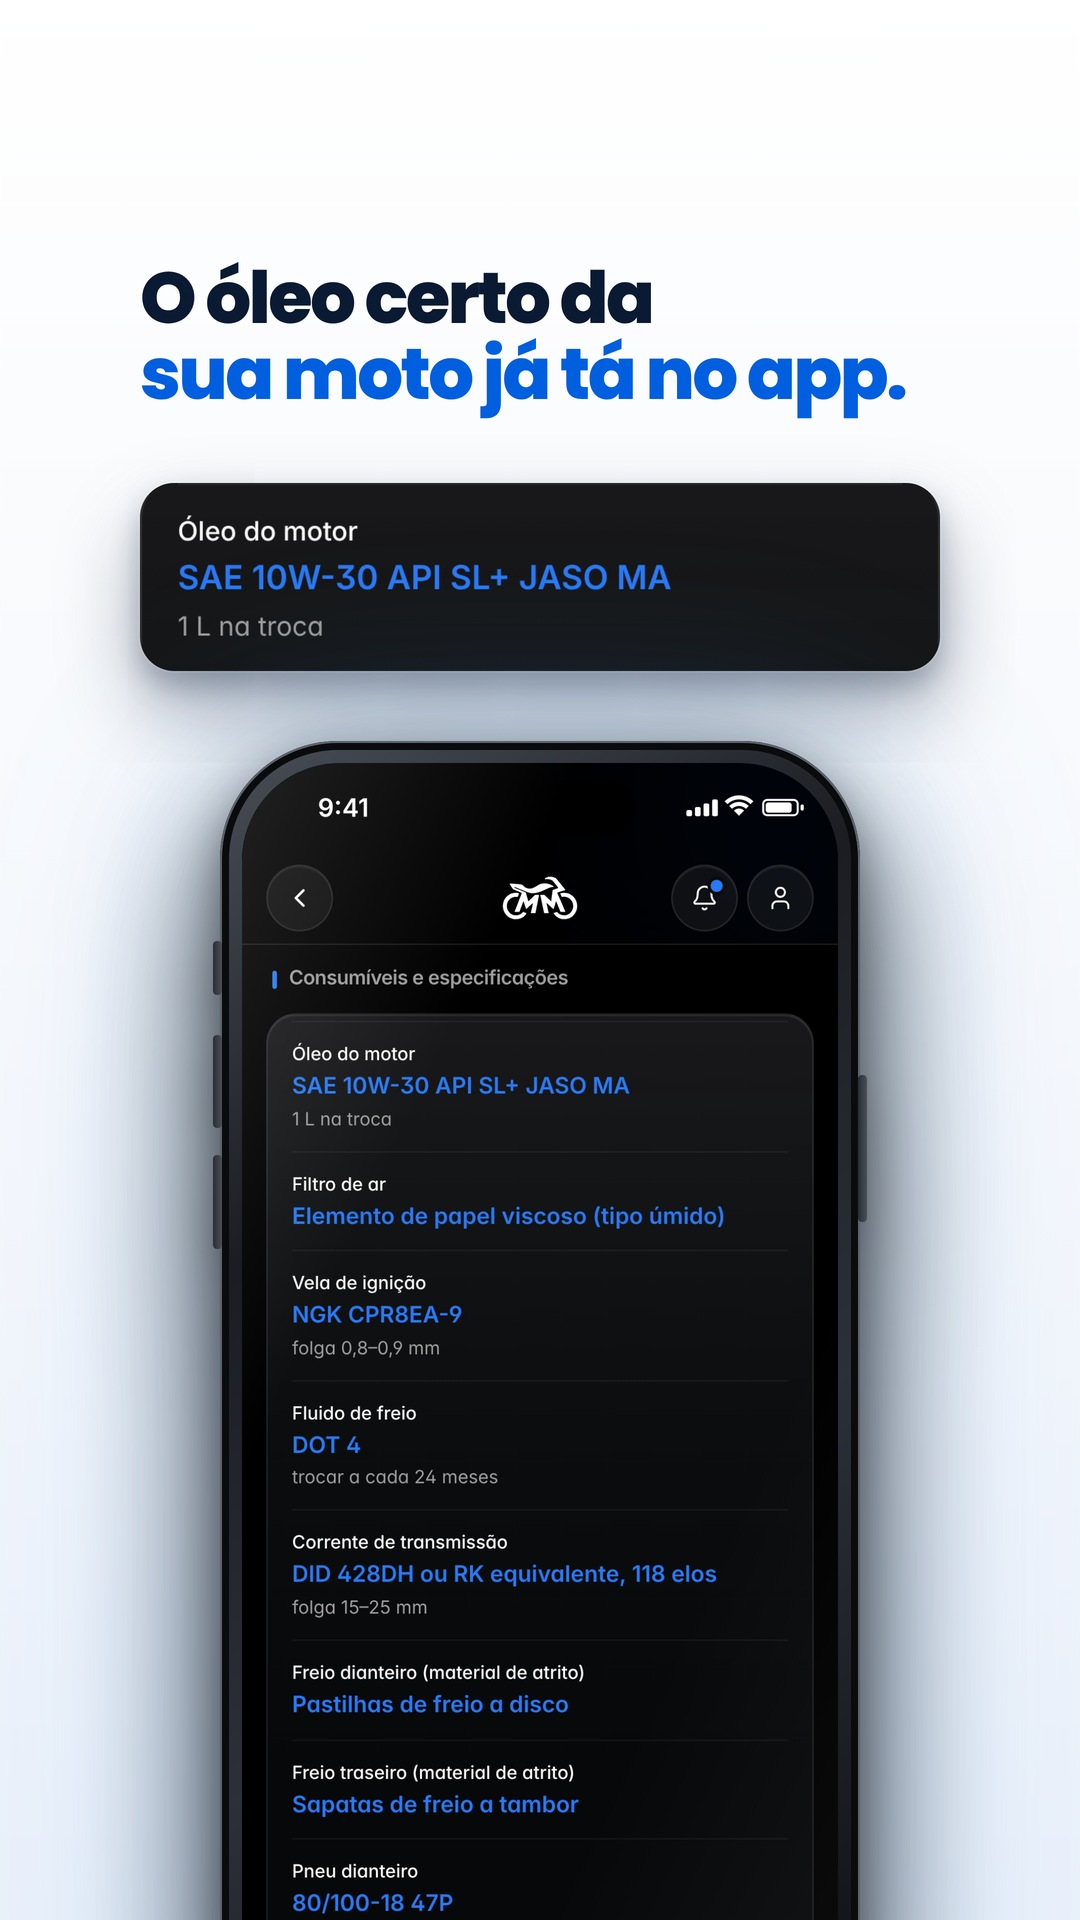 O óleo certo da
sua moto já tá no app.
Óleo do motor
SAE 10W-30 API SL+ JASO MA
1 L na troca
9:41
MM
Consumíveis e especificações
Óleo do motor
SAE 10W-30 API SL+ JASO MA
1 L na troca
Filtro de ar
Elemento de papel viscoso (tipo úmido)
Vela de ignição
NGK CPR8EA-9
folga 0,8–0,9 mm
Fluido de freio
DOT 4
trocar a cada 24 meses
Corrente de transmissão
DID 428DH ou RK equivalente, 118 elos
folga 15–25 mm
Freio dianteiro (material de atrito)
Pastilhas de freio a disco
Freio traseiro (material de atrito)
Sapatas de freio a tambor
Pneu dianteiro
80/100-18 47P